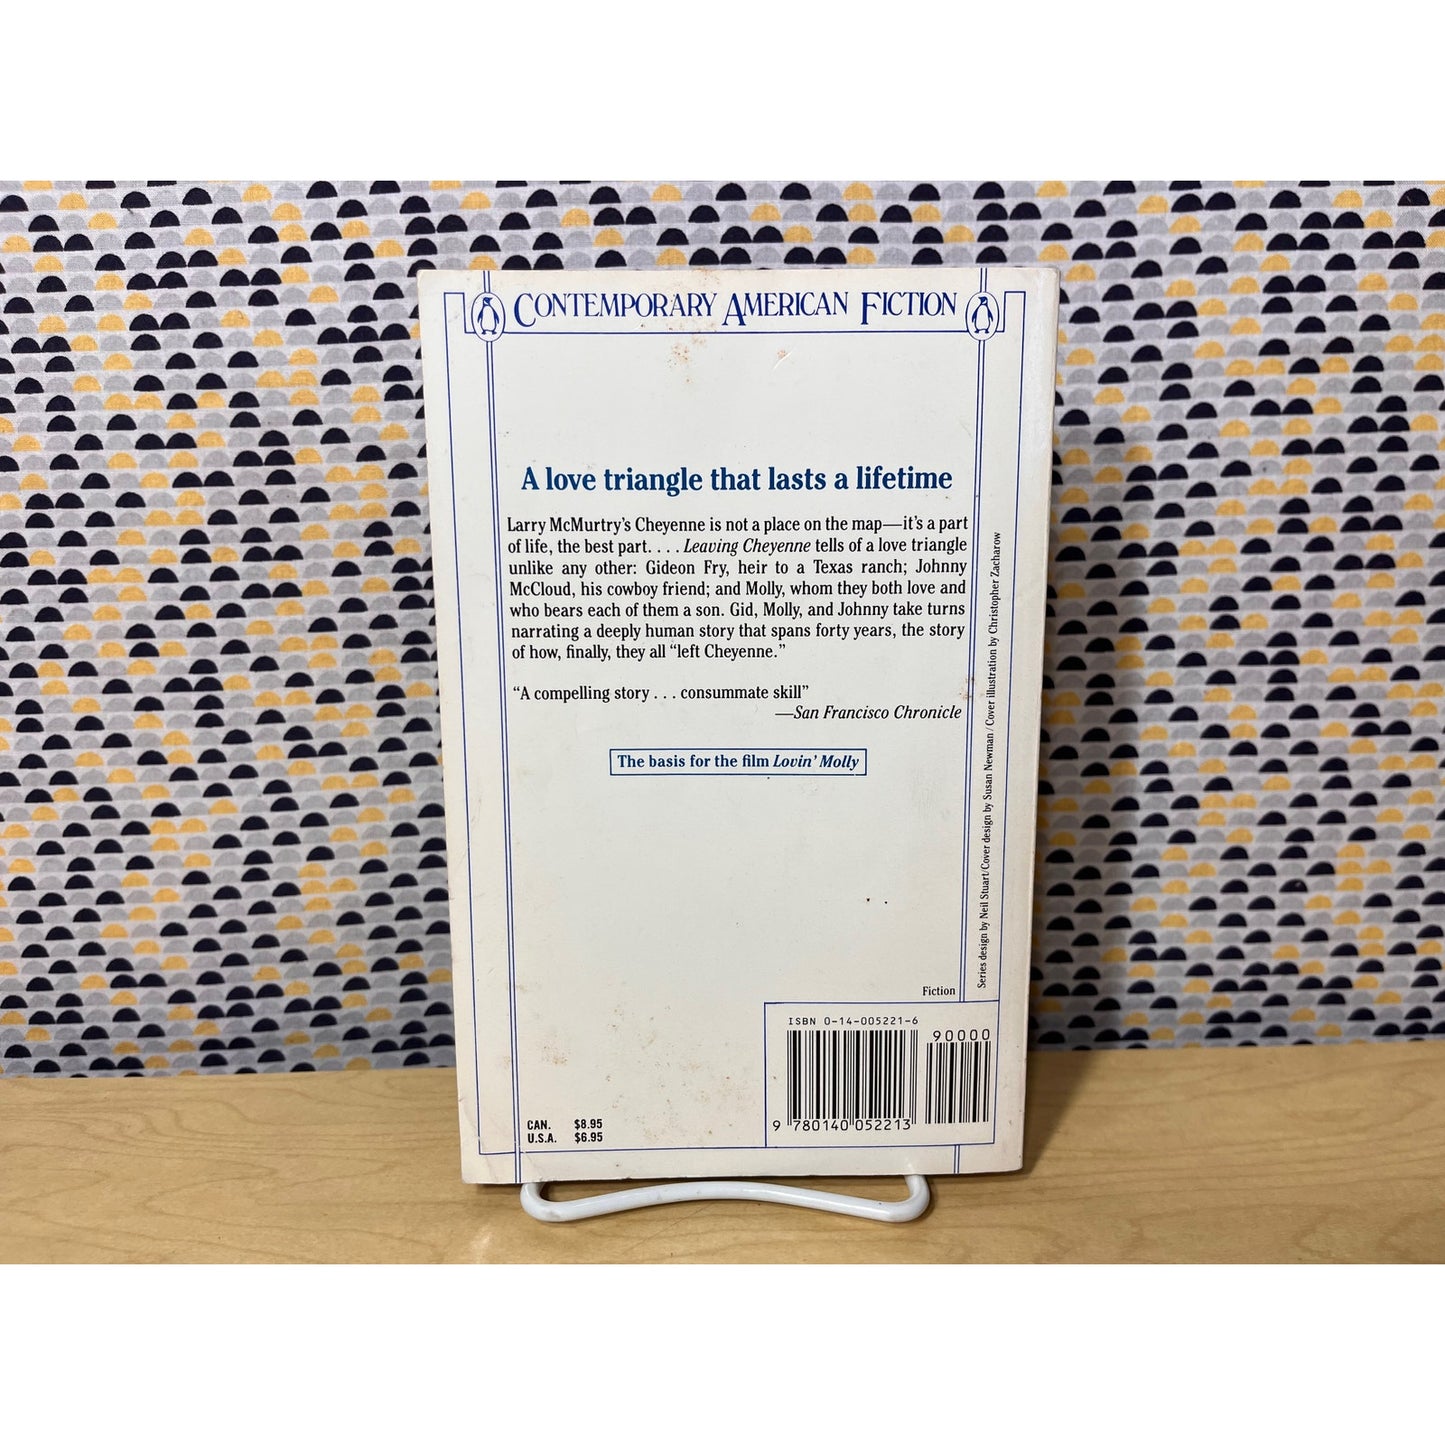 CONTEMPORARY AMERICAN FICTION
A love triangle that lasts a lifetime
Larry McMurtry's Cheyenne is not a place on the map—it's a part
of life, the best part. . . . Leaving Cheyenne tells of a love triangle
unlike any other: Gideon Fry, heir to a Texas ranch; Johnny
McCloud, his cowboy friend; and Molly, whom they both love and
who bears each of them a son. Gid, Molly, and Johnny take turns
narrating a deeply human story that spans forty years, the story
of how, finally, they all “left Cheyenne.”
“A compelling story . . . consummate skill”
—San Francisco Chronicle
The basis for the film Lovin' Molly
Series design by Neil Stuart/Cover design by Susan Newman/Cover illustration by Christopher Zacharow
Fiction
ISBN 0-14-005221-6
90000
9 780140 052213
CAN. $8.95
U.S.A. $6.95